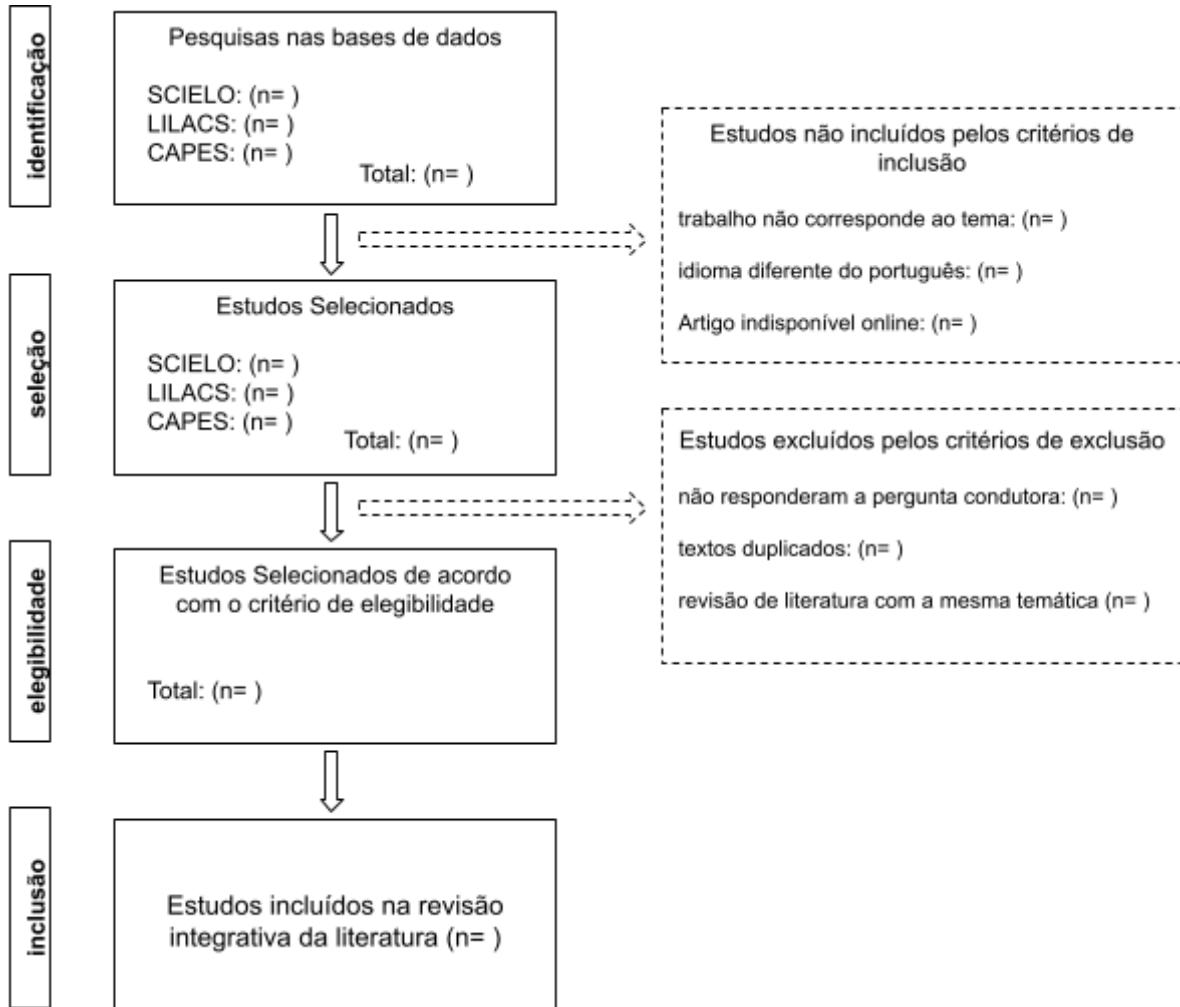 identificação
Pesquisas nas bases de dados
SCIELO: (n= )
LILACS: (n= )
CAPES: (n= )
Total: (n= )
Estudos não incluídos pelos critérios de
inclusão
trabalho não corresponde ao tema: (n= )
idioma diferente do português: (n= )
Artigo indisponível online: (n= )
seleção
Estudos Selecionados
SCIELO: (n= )
LILACS: (n= )
CAPES: (n= )
Total: (n= )
Estudos excluídos pelos critérios de exclusão
não responderam a pergunta condutora: (n= )
textos duplicados: (n= )
revisão de literatura com a mesma temática (n= )
elegibilidade
Estudos Selecionados de acordo
com o critério de elegibilidade
Total: (n= )
inclusão
Estudos incluídos na revisão
integrativa da literatura (n= )